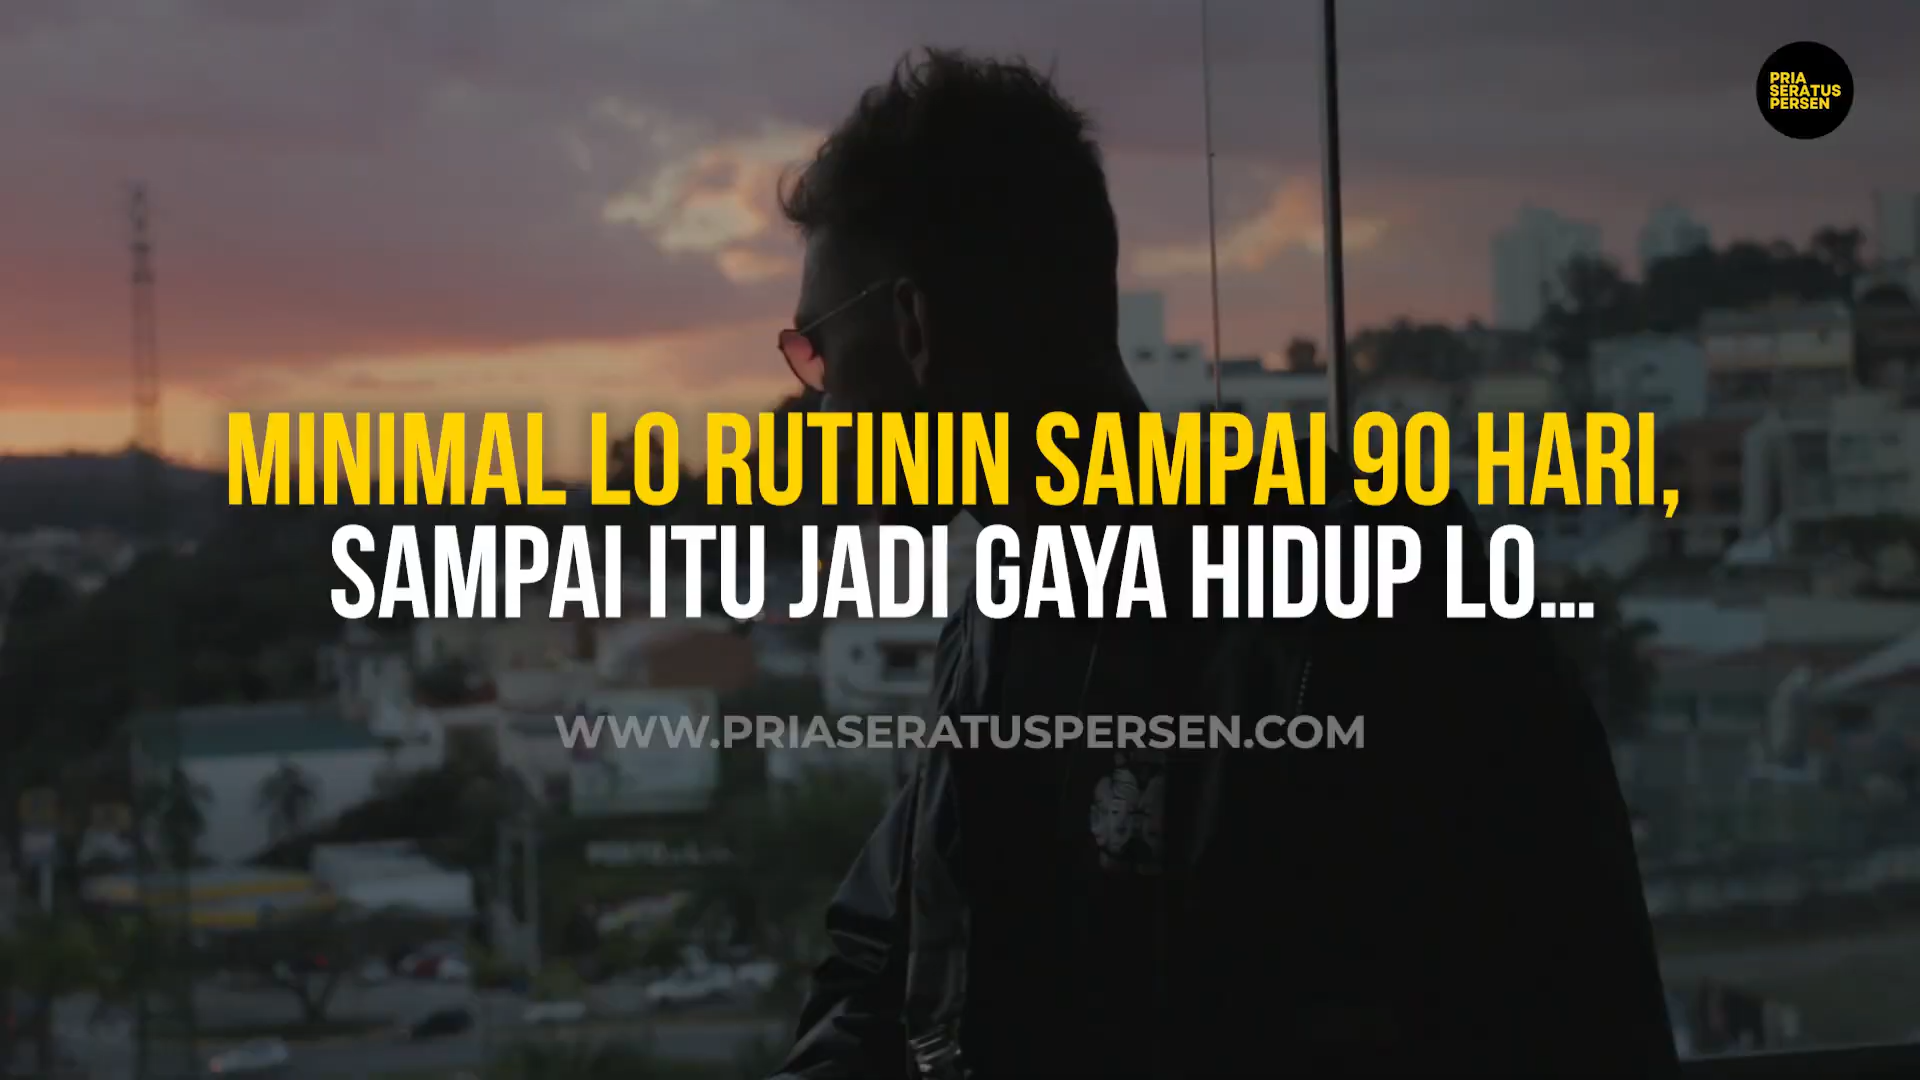 PRIA
SERATUS
PERSEN
MINIMAL LO RUTININ SAMPAI 90 HARI,
SAMPAI ITU JADI GAYA HIDUP LO...
WWW.PRIASERATUSPERSEN.COM